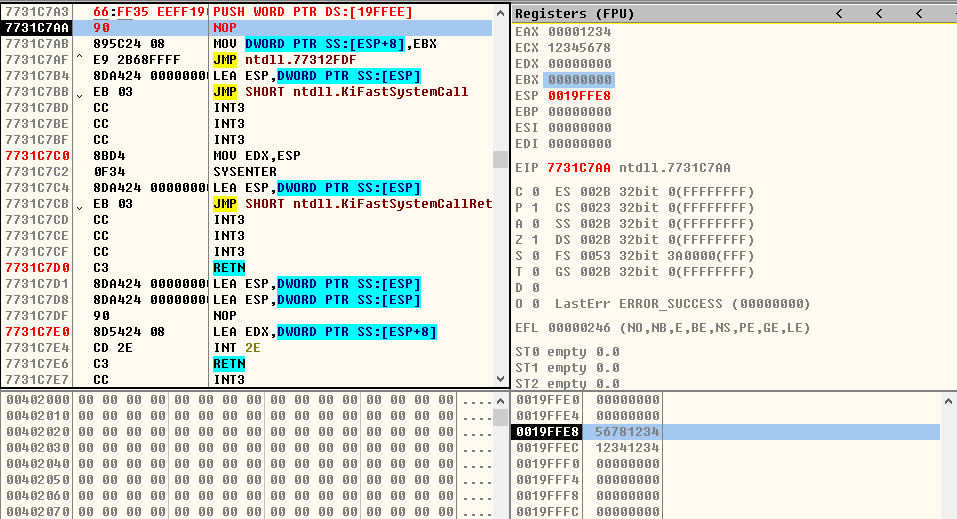 7731C7A3 66:FF35 EEFF190 PUSH WORD PTR DS:[19FFEE]
7731C7AA 90 NOP
7731C7AB 895C24 08 MOV DWORD PTR SS:[ESP+8],EBX
7731C7AF ^ E9 2B68FFFF JMP ntdll.77312FDF
7731C7B4 8DA424 00000000 LEA ESP,DWORD PTR SS:[ESP]
7731C7BB ˅ EB 03 JMP SHORT ntdll.KiFastSystemCall
7731C7BD CC INT3
7731C7BE CC INT3
7731C7BF CC INT3
7731C7C0 8BD4 MOV EDX,ESP
7731C7C2 0F34 SYSENTER
7731C7C4 8DA424 00000000 LEA ESP,DWORD PTR SS:[ESP]
7731C7CB ˅ EB 03 JMP SHORT ntdll.KiFastSystemCallRet
7731C7CD CC INT3
7731C7CE CC INT3
7731C7CF CC INT3
7731C7D0 C3 RETN
7731C7D1 8DA424 00000000 LEA ESP,DWORD PTR SS:[ESP]
7731C7D8 8DA424 00000000 LEA ESP,DWORD PTR SS:[ESP]
7731C7DF 90 NOP
7731C7E0 8D5424 08 LEA EDX,DWORD PTR SS:[ESP+8]
7731C7E4 CD 2E INT 2E
7731C7E6 C3 RETN
7731C7E7 CC INT3
Registers (FPU) < < <
EAX 00001234
ECX 12345678
EDX 00000000
EBX 00000000
ESP 0019FFE8
EBP 00000000
ESI 00000000
EDI 00000000
EIP 7731C7AA ntdll.7731C7AA
C 0 ES 002B 32bit 0(FFFFFFFF)
P 1 CS 0023 32bit 0(FFFFFFFF)
A 0 SS 002B 32bit 0(FFFFFFFF)
Z 1 DS 002B 32bit 0(FFFFFFFF)
S 0 FS 0053 32bit 3A0000(FFF)
T 0 GS 002B 32bit 0(FFFFFFFF)
D 0
O 0 LastErr ERROR_SUCCESS (00000000)
EFL 00000246 (NO,NB,E,BE,NS,PE,GE,LE)
ST0 empty 0.0
ST1 empty 0.0
ST2 empty 0.0
00402000 00 00 00 00 00 00 00 00 00 00 00 00 00 00 00 00 ....
00402010 00 00 00 00 00 00 00 00 00 00 00 00 00 00 00 00 ....
00402020 00 00 00 00 00 00 00 00 00 00 00 00 00 00 00 00 ....
00402030 00 00 00 00 00 00 00 00 00 00 00 00 00 00 00 00 ....
00402040 00 00 00 00 00 00 00 00 00 00 00 00 00 00 00 00 ....
00402050 00 00 00 00 00 00 00 00 00 00 00 00 00 00 00 00 ....
00402060 00 00 00 00 00 00 00 00 00 00 00 00 00 00 00 00 ....
00402070 00 00 00 00 00 00 00 00 00 00 00 00 00 00 00 00 ....
0019FFE0 00000000
0019FFE4 00000000
0019FFE8 56781234
0019FFEC 12341234
0019FFF0 00000000
0019FFF4 00000000
0019FFF8 00000000
0019FFFC 00000000